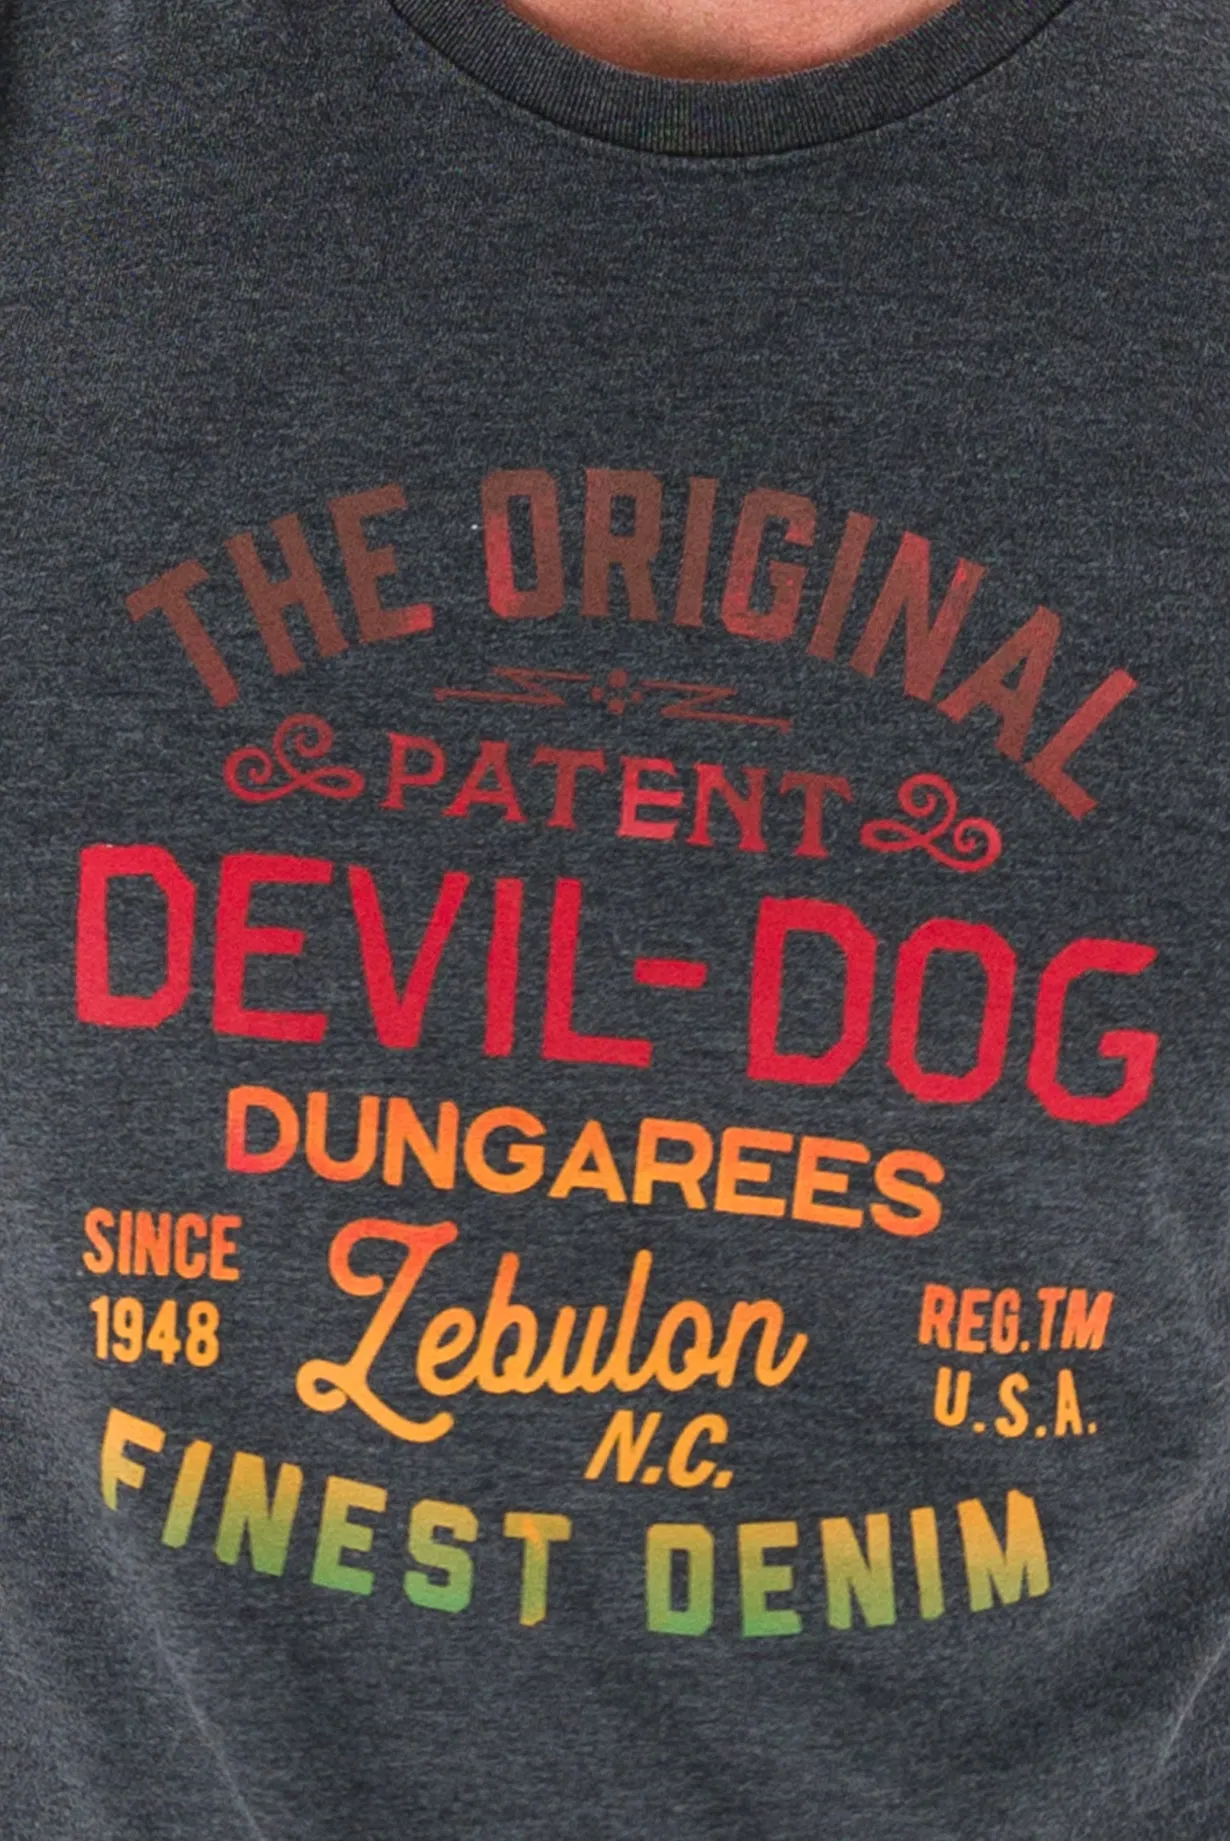 THE ORIGINAL
PATENT
DEVIL-DOG
DUNGAREES
SINCE
1948
Zebulon
N.C.
REG.TM
U.S.A.
FINEST DENIM